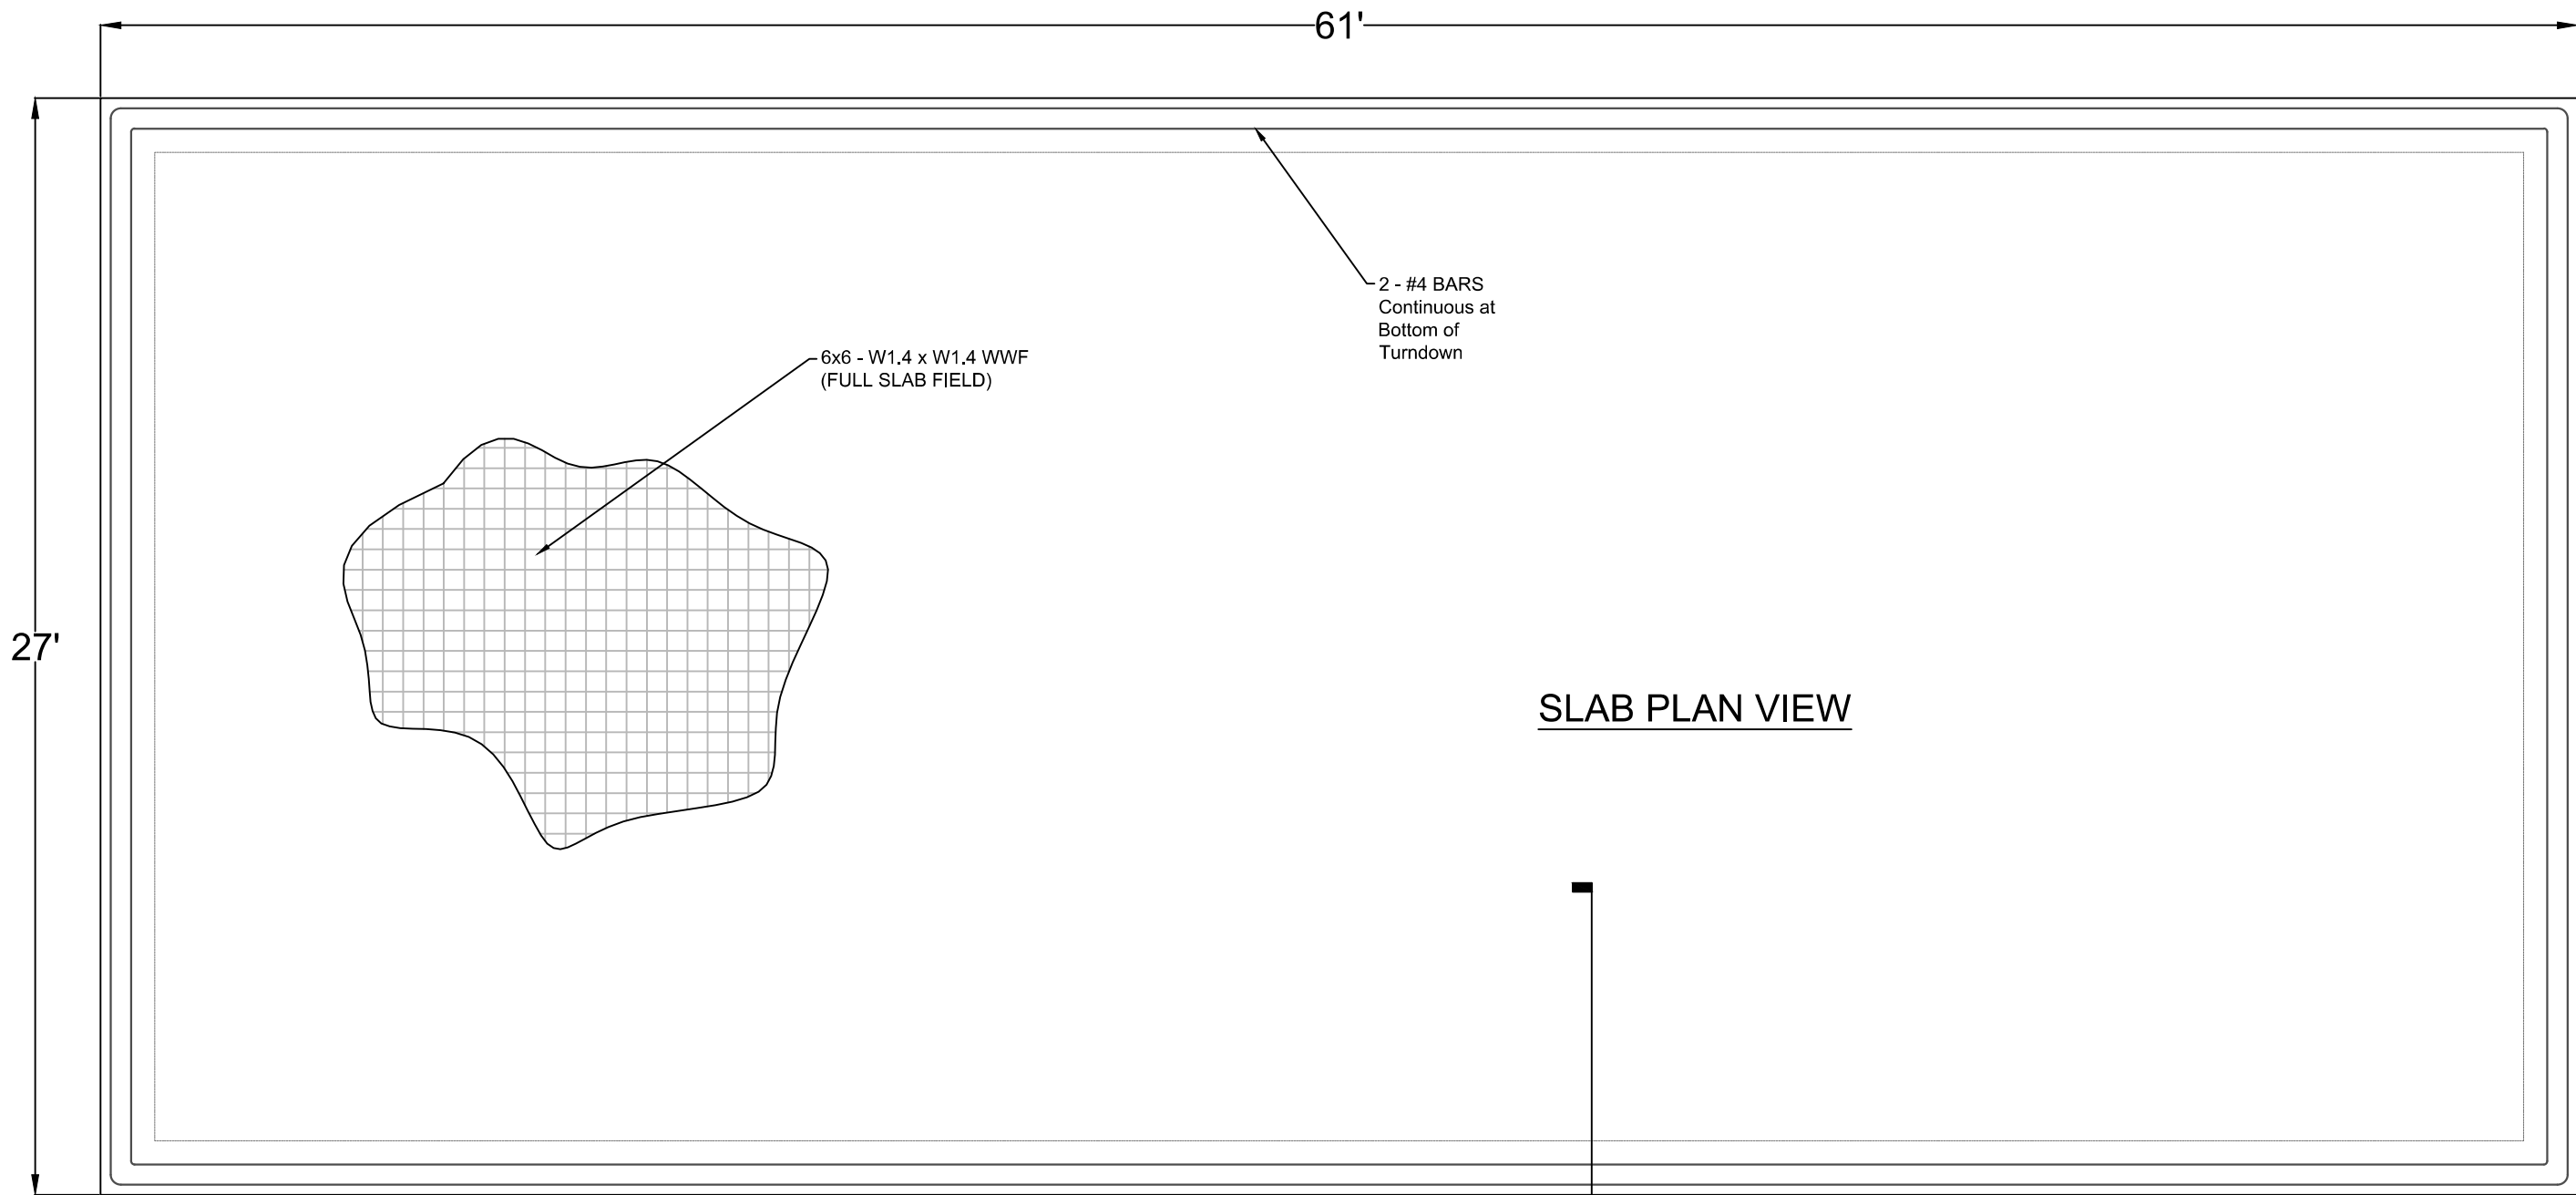 61'
2 - #4 BARS
Continuous at
Bottom of
Turndown
6x6 - W1.4 x W1.4 WWF
(FULL SLAB FIELD)
27'
SLAB PLAN VIEW